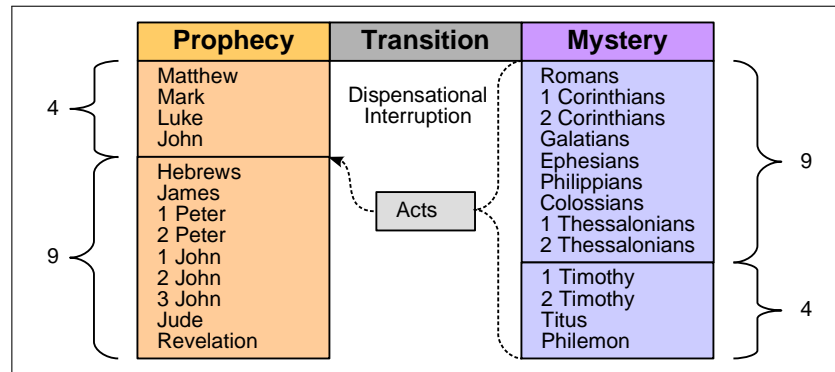 Prophecy
Transition
Mystery
4
Matthew
Mark
Luke
John
9
Hebrews
James
1 Peter
2 Peter
1 John
2 John
3 John
Jude
Revelation
Dispensational
Interruption
Acts
Romans
1 Corinthians
2 Corinthians
Galatians
Ephesians
Philippians
Colossians
1 Thessalonians
2 Thessalonians
9
1 Timothy
2 Timothy
Titus
Philemon
4